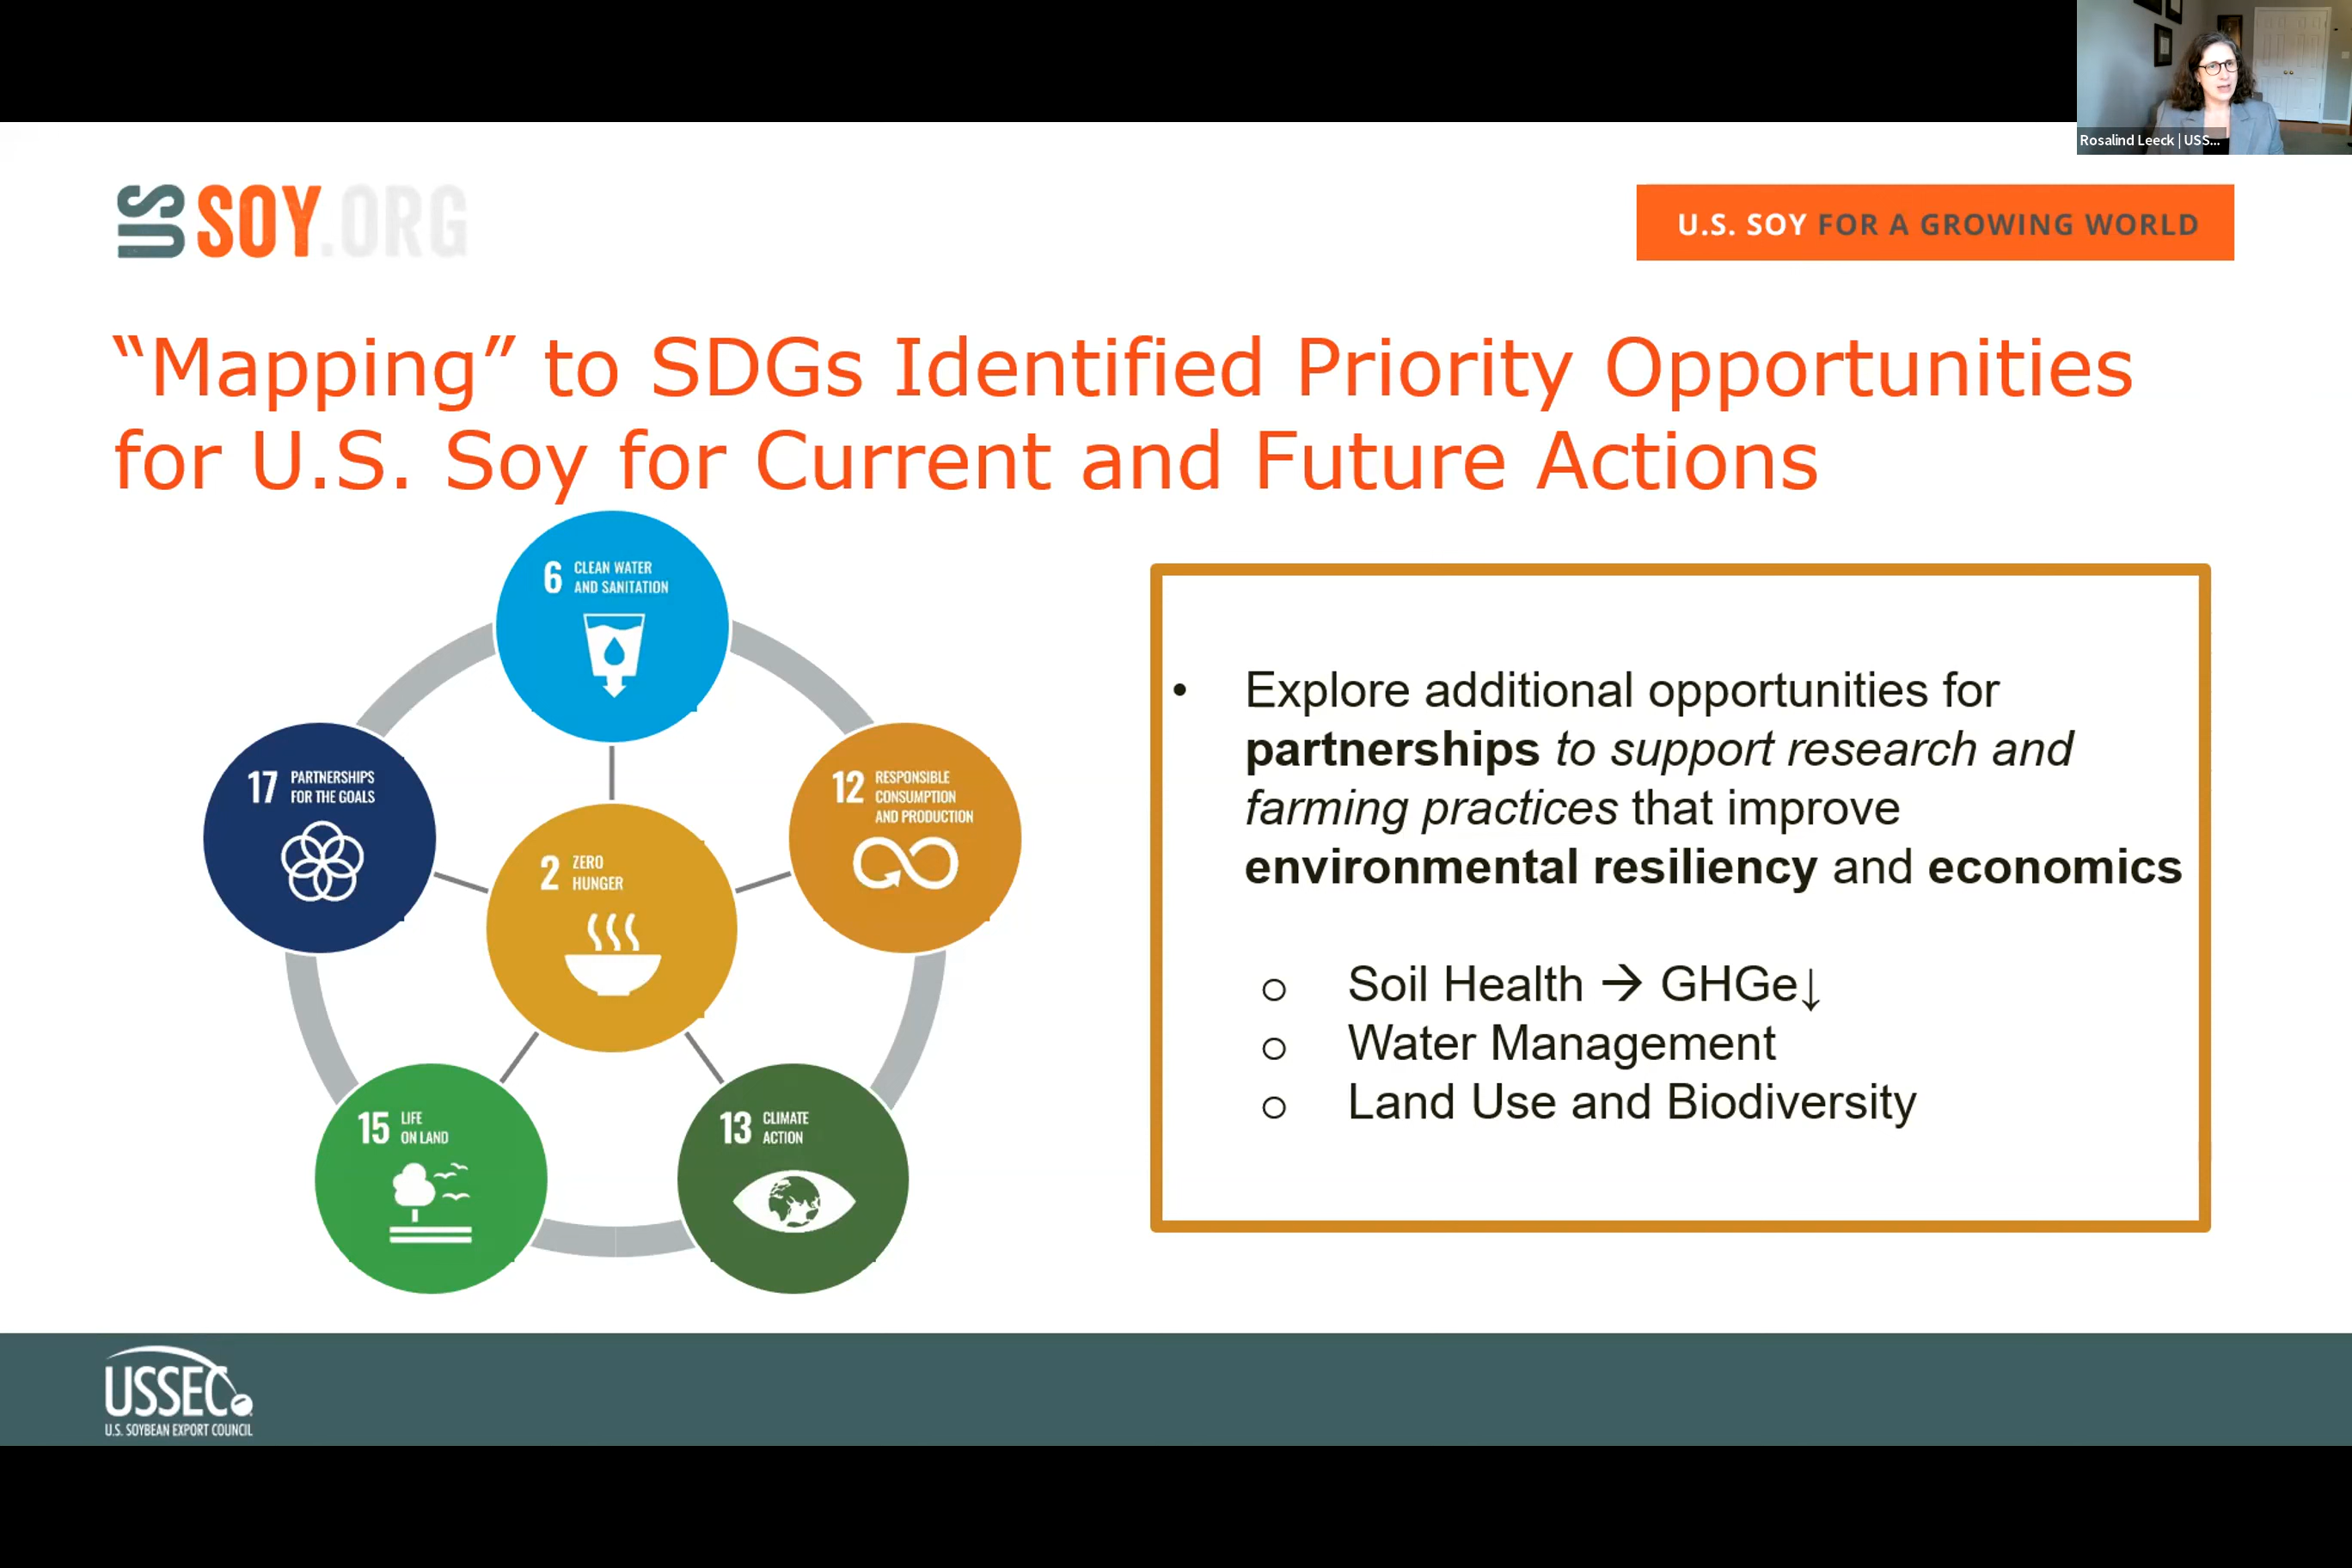 Rosalind Leeck | USS...
US SOY.ORG
U.S. SOY FOR A GROWING WORLD
“Mapping” to SDGs Identified Priority Opportunities
for U.S. Soy for Current and Future Actions
6 CLEAN WATER
AND SANITATION
17 PARTNERSHIPS
FOR THE GOALS
12 RESPONSIBLE
CONSUMPTION
AND PRODUCTION
2 ZERO
HUNGER
15 LIFE
ON LAND
13 CLIMATE
ACTION
• Explore additional opportunities for
partnerships to support research and
farming practices that improve
environmental resiliency and economics
o Soil Health → GHGe↓
o Water Management
o Land Use and Biodiversity
USSEC
U.S. SOYBEAN EXPORT COUNCIL